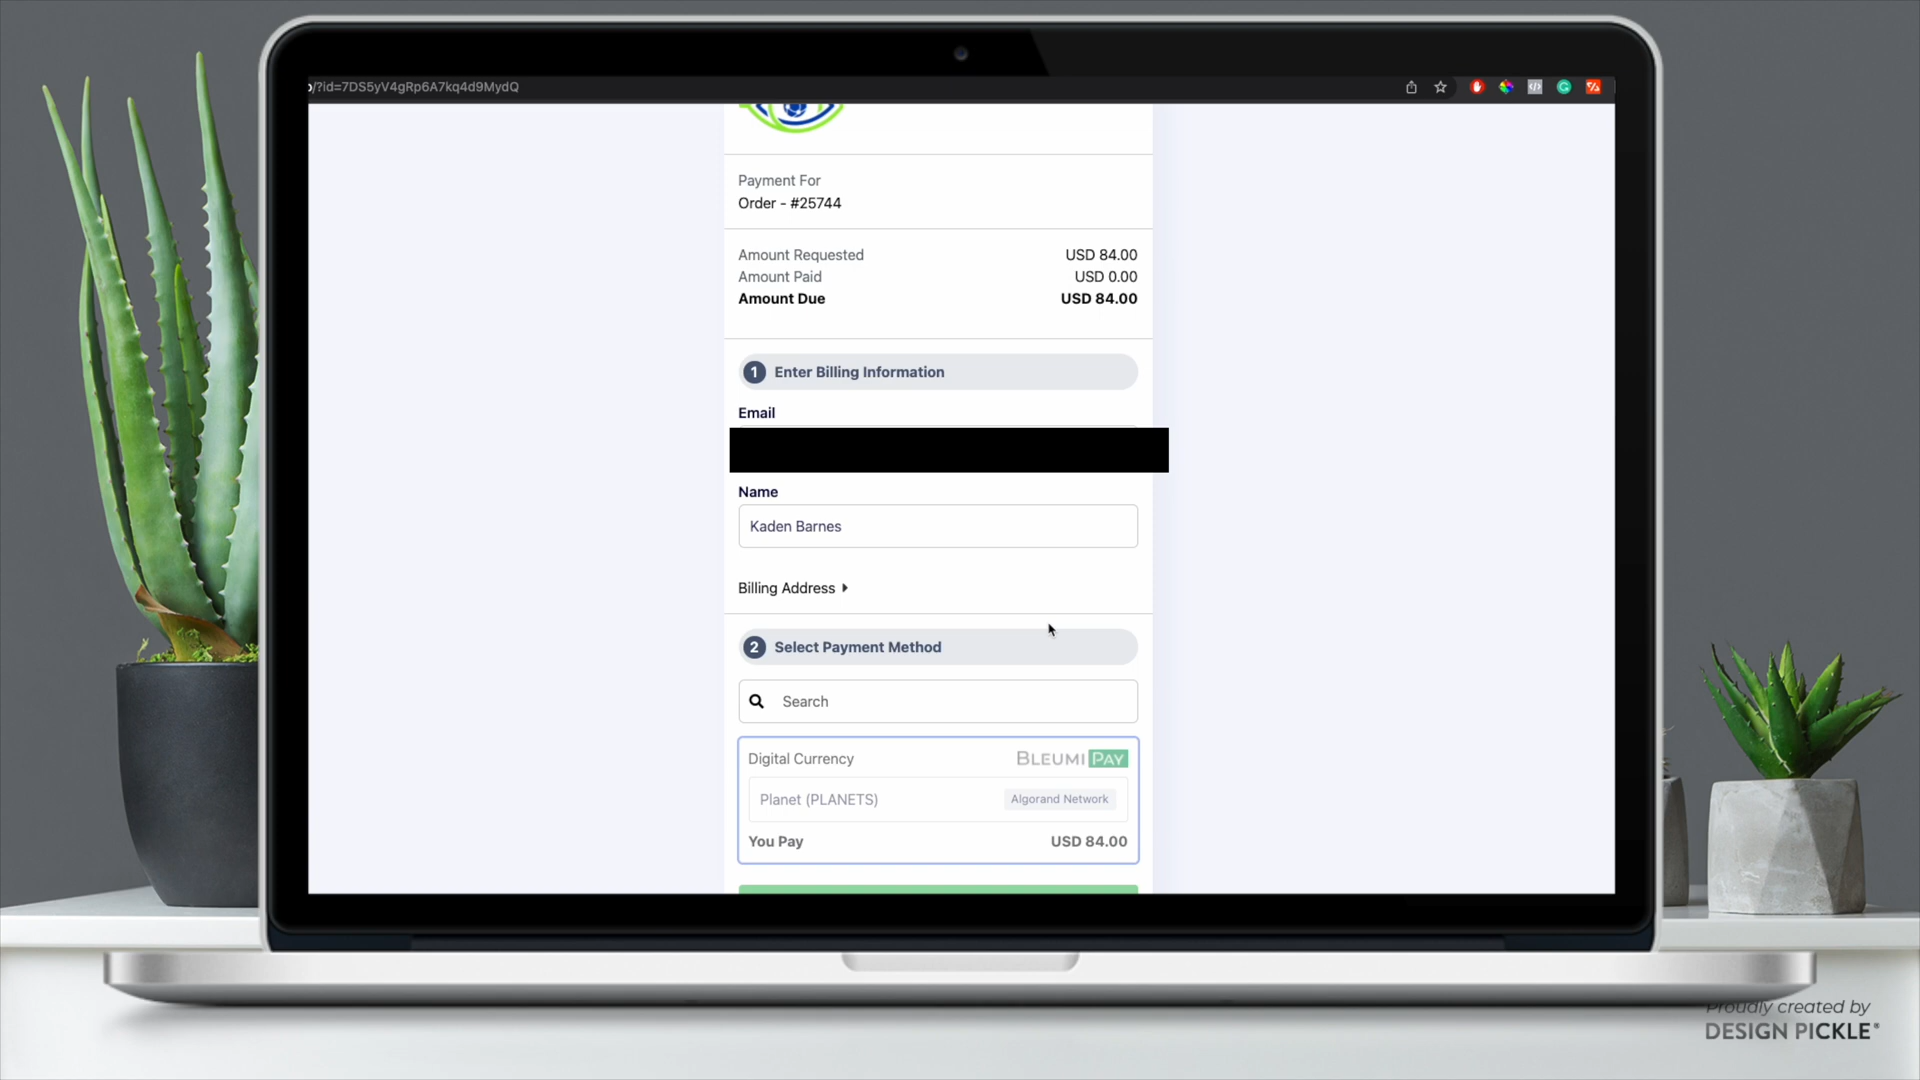 /?id=7DS5yV4gRp6A7kq4d9MydQ
Payment For
Order - #25744
Amount Requested USD 84.00
Amount Paid USD 0.00
Amount Due USD 84.00
1 Enter Billing Information
Email
Name
Kaden Barnes
Billing Address
2 Select Payment Method
Search
Digital Currency BLEUMI PAY
Planet (PLANETS) Algorand Network
You Pay USD 84.00
Proudly created by
DESIGN PICKLE®